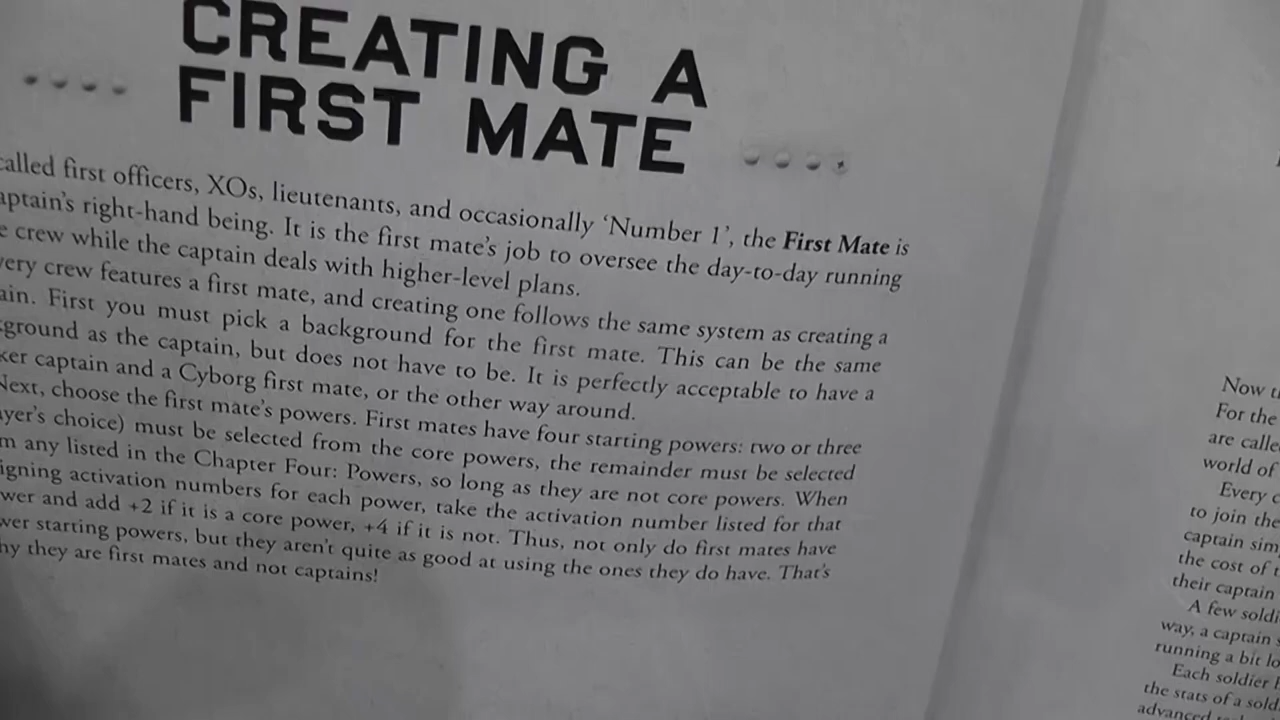 CREATING A
FIRST MATE
called first officers, XOs, lieutenants, and occasionally ‘Number 1’, the First Mate is
captain’s right-hand being. It is the first mate’s job to oversee the day-to-day running
crew while the captain deals with higher-level plans.
very crew features a first mate, and creating one follows the same system as creating a
ain. First you must pick a background for the first mate. This can be the same
ground as the captain, but does not have to be. It is perfectly acceptable to have a
ker captain and a Cyborg first mate, or the other way around.
Next, choose the first mate’s powers. First mates have four starting powers: two or three
ayer’s choice) must be selected from the core powers, the remainder must be selected
m any listed in the Chapter Four: Powers, so long as they are not core powers. When
igning activation numbers for each power, take the activation number listed for that
wer and add +2 if it is a core power, +4 if it is not. Thus, not only do first mates have
wer starting powers, but they aren’t quite as good at using the ones they do have. That’s
hy they are first mates and not captains!
Now
For the
are calle
world of
Every
to join the
captain sim
the cost of
their captain
A few soldi
way, a captain
running a bit lo
Each soldier
the stats of a sold
advanced